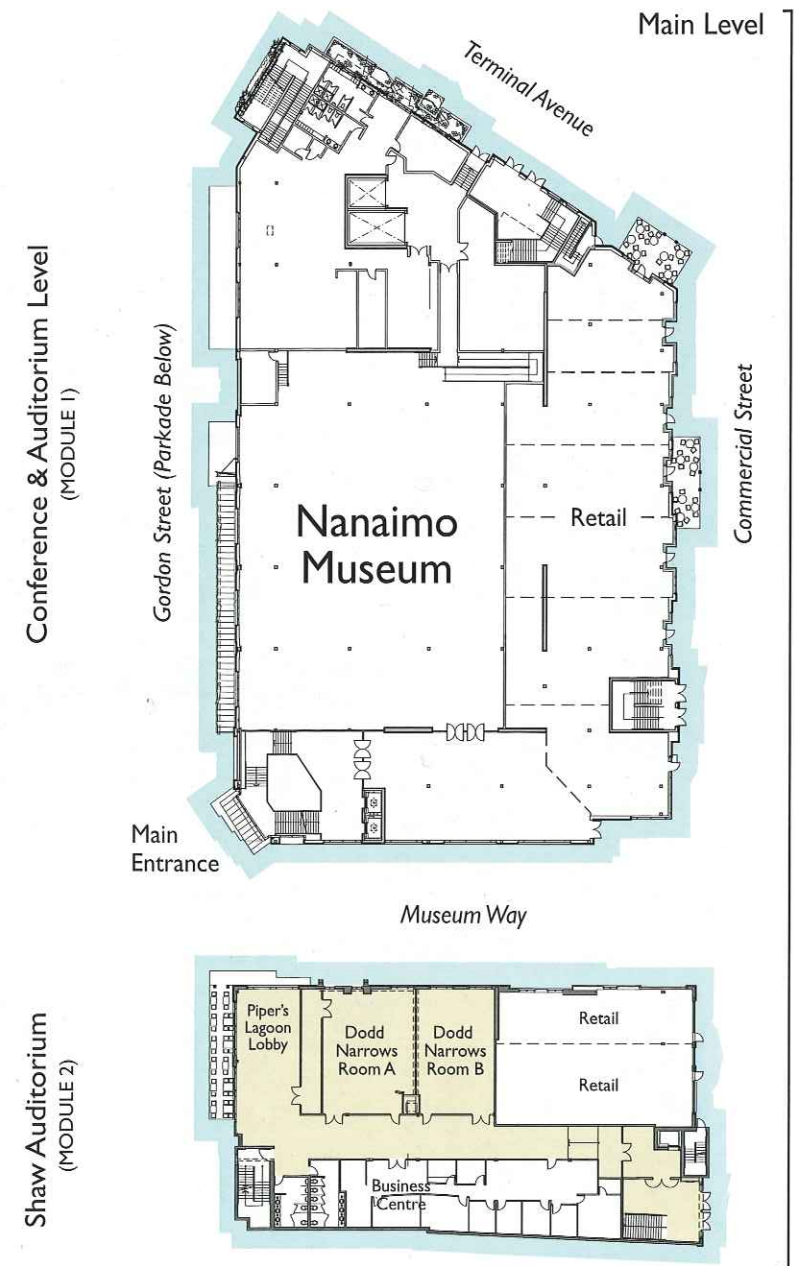 Main Level
Terminal Avenue
Conference & Auditorium Level
(MODULE 1)
Gordon Street (Parkade Below)
Commercial Street
Nanaimo
Museum
Retail
Main
Entrance
Museum Way
Shaw Auditorium
(MODULE 2)
Piper's
Lagoon
Lobby
Dodd
Narrows
Room A
Dodd
Narrows
Room B
Retail
Retail
Business
Centre